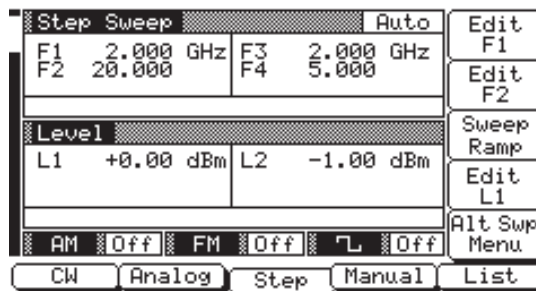 Step Sweep Auto
F1 2.000 GHz F3 2.000 GHz
F2 20.000 F4 5.000
Level
L1 +0.00 dBm L2 -1.00 dBm
AM Off FM Off Off
CW Analog Step Manual List
Edit
F1
Edit
F2
Sweep
Ramp
Edit
L1
Alt Swp
Menu